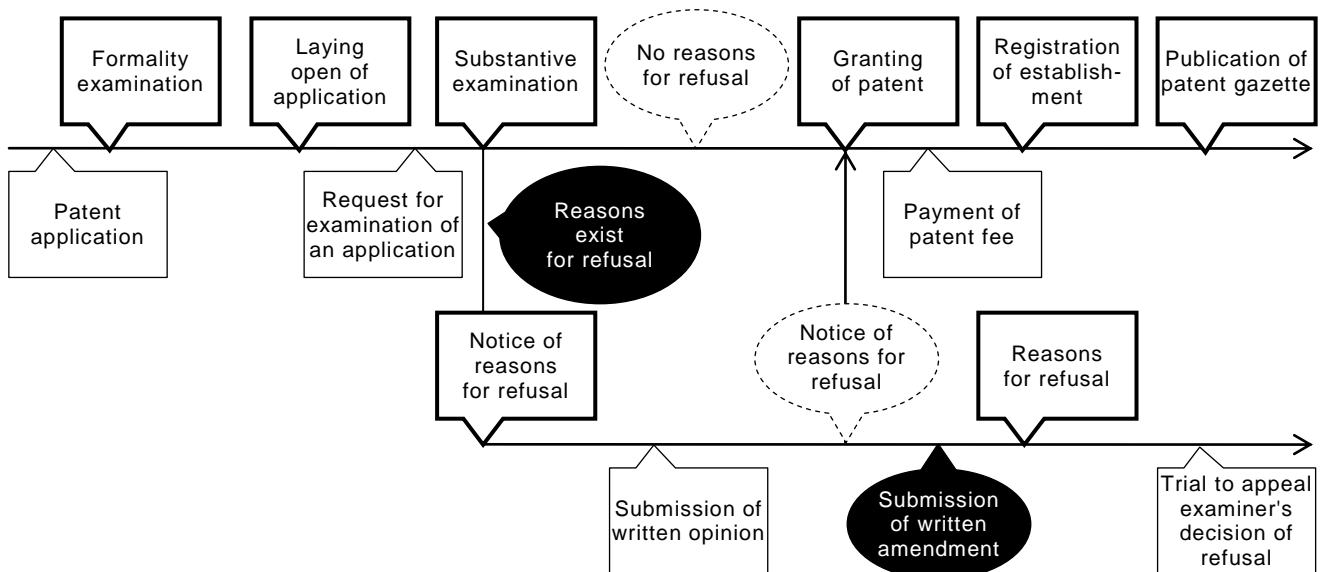 Formality
examination
Laying
open of
application
Substantive
examination
No reasons
for refusal
Granting
of patent
Registration
of establish-
ment
Publication of
patent gazette
Patent
application
Request for
examination of
an application
Reasons
exist
for refusal
Payment of
patent fee
Notice of
reasons
for refusal
Notice of
reasons for
refusal
Reasons
for refusal
Submission of
written opinion
Submission
of written
amendment
Trial to appeal
examiner's
decision of
refusal